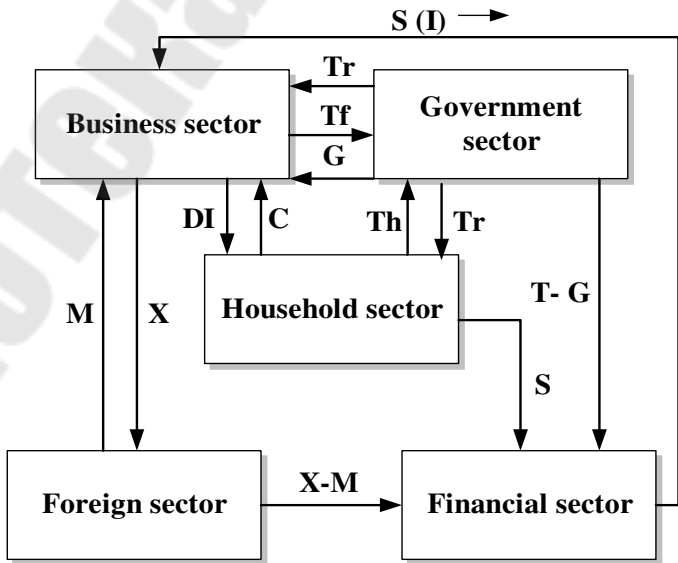 S (I)
Tr
Business sector
Government
sector
Tf
G
DI
C
Th
Tr
M
X
Household sector
T- G
S
Foreign sector
X-M
Financial sector